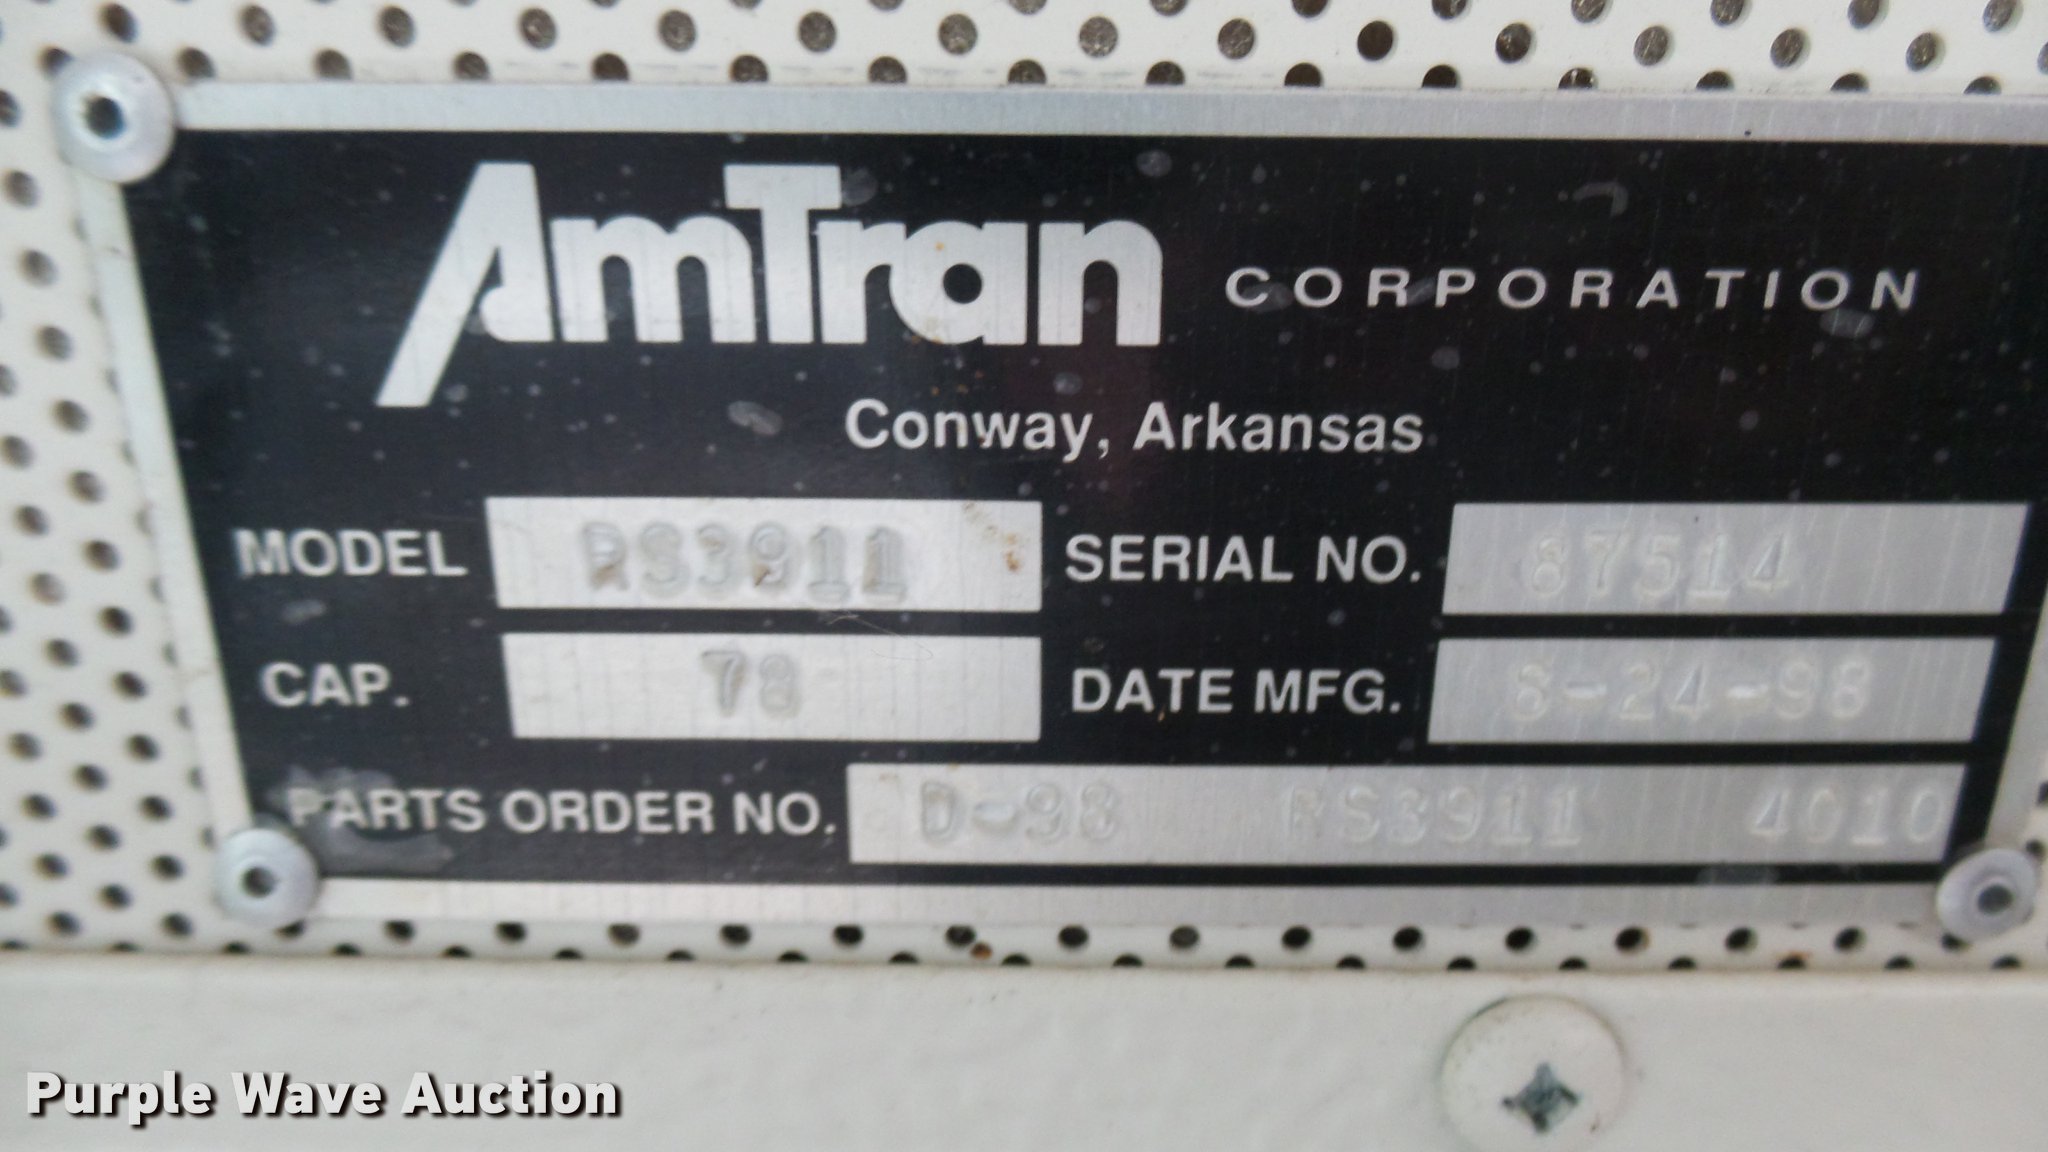 AmTran CORPORATION
Conway, Arkansas
MODEL RS3911 SERIAL NO. 87514
CAP. 78 DATE MFG. 6-24-98
PARTS ORDER NO. D-98 RS3911 4010
Purple Wave Auction